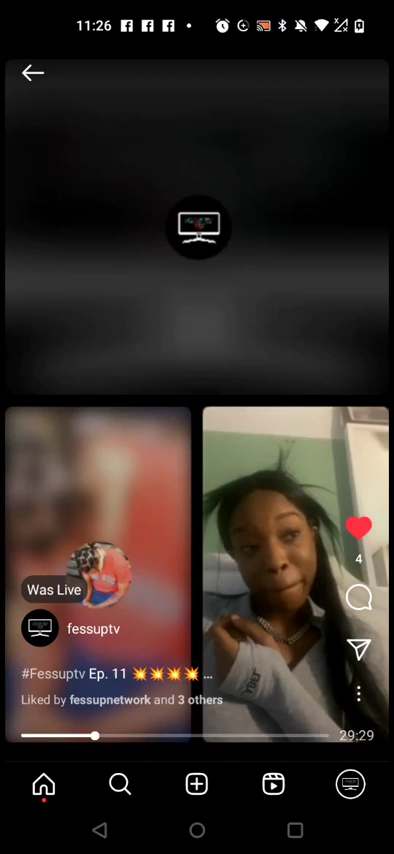 11:26
Was Live
fessuptv
#Fessuptv Ep. 11 💥💥💥💥 ...
Liked by fessupnetwork and 3 others
4
29:29